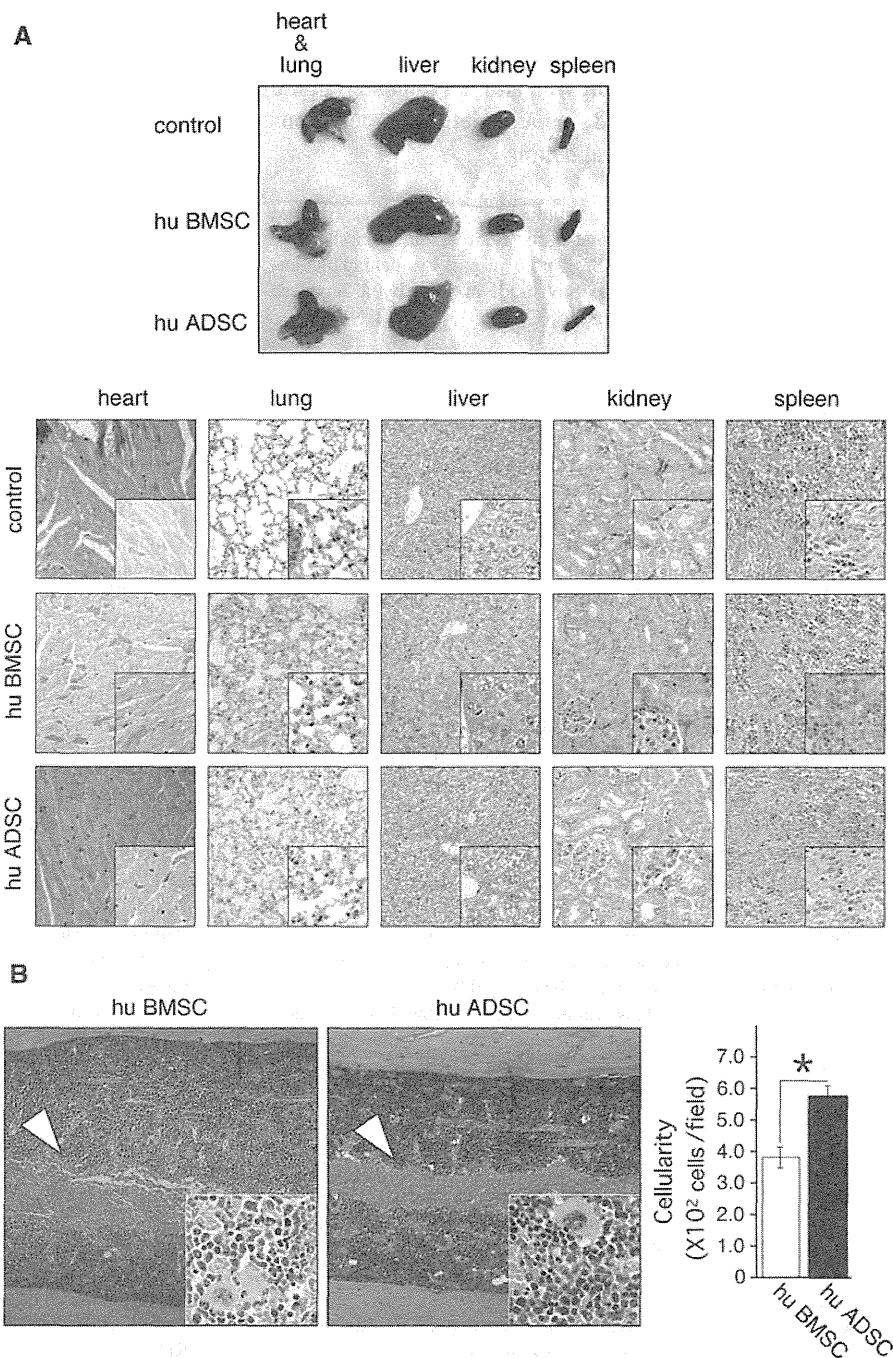 A
heart & lung liver kidney spleen
control
hu BMSC
hu ADSC
heart lung liver kidney spleen
control
hu BMSC
hu ADSC
B
hu BMSC hu ADSC
Cellularity
(X10² cells/field)
7.0
6.0
5.0
4.0
3.0
2.0
1.0
0
*
hu BMSC
hu ADSC